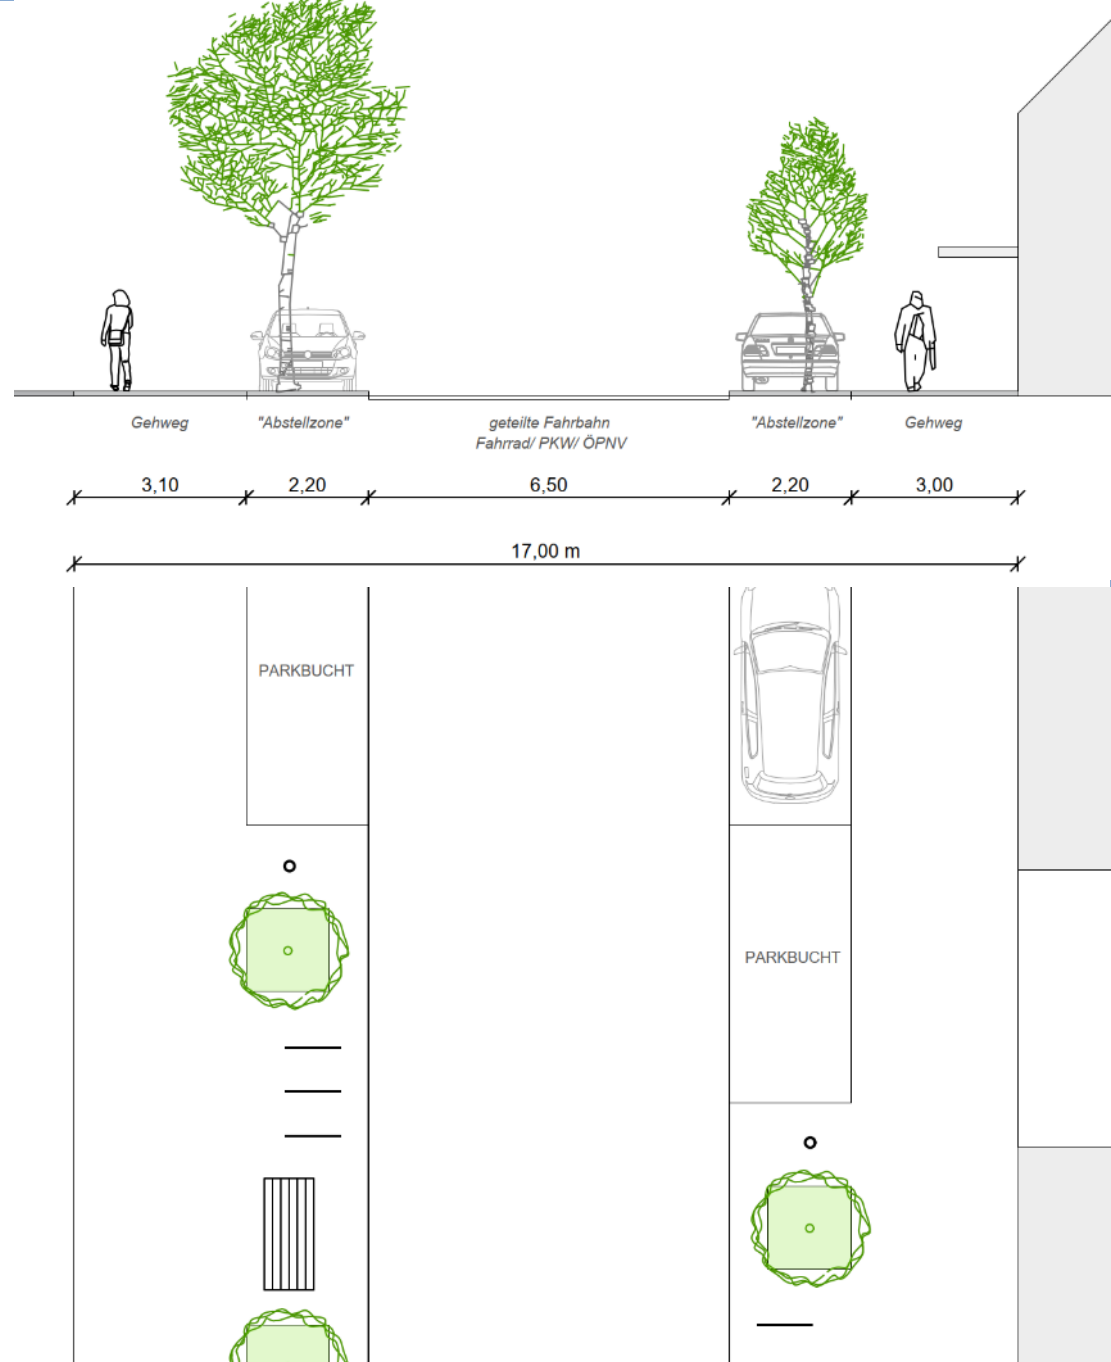 Gehweg
"Abstellzone"
geteilte Fahrbahn
Fahrrad/ PKW/ ÖPNV
"Abstellzone"
Gehweg
3,10
2,20
6,50
2,20
3,00
17,00 m
PARKBUCHT
PARKBUCHT